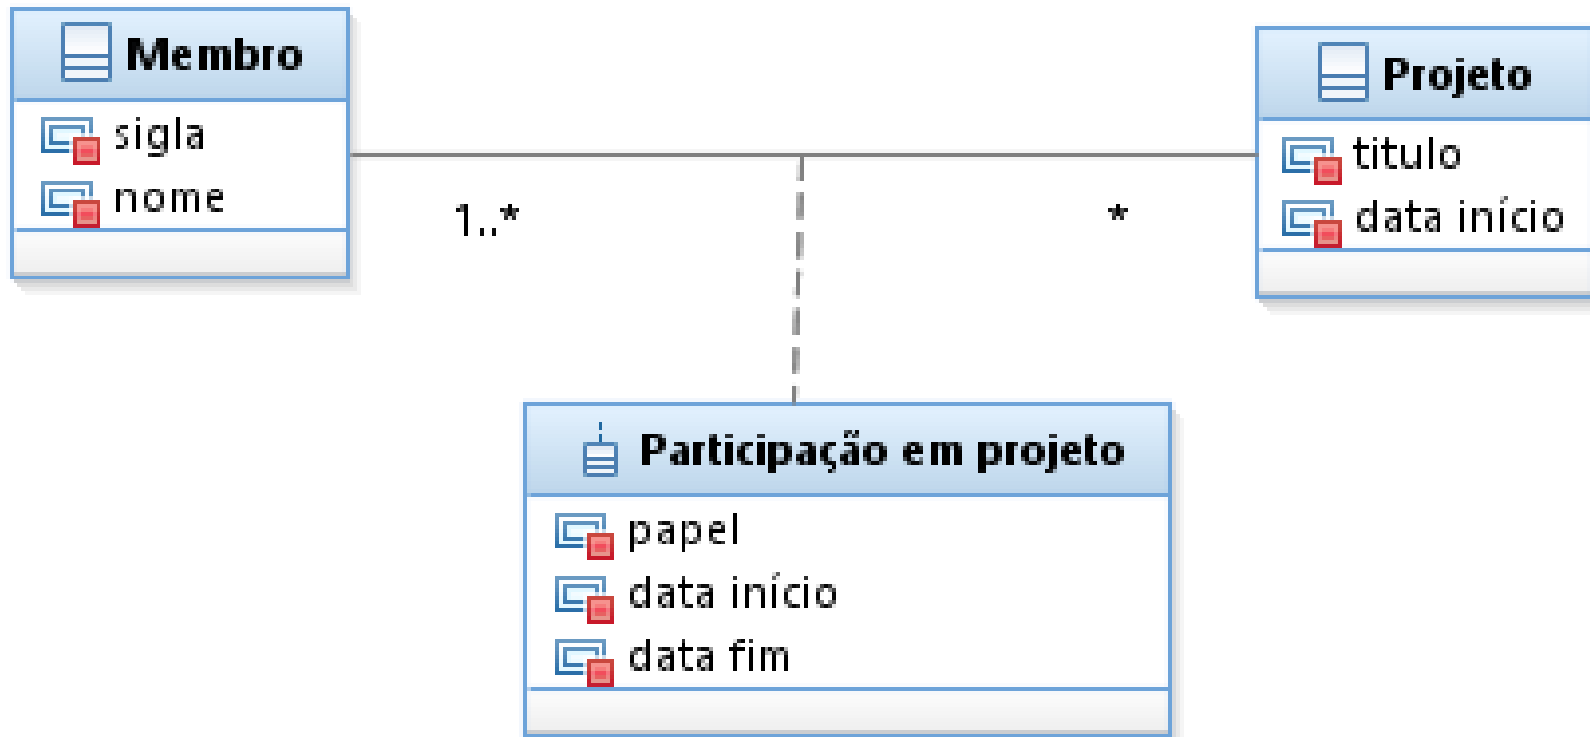 Membro
sigla
nome
1..*
*
Projeto
titulo
data início
Participação em projeto
papel
data início
data fim